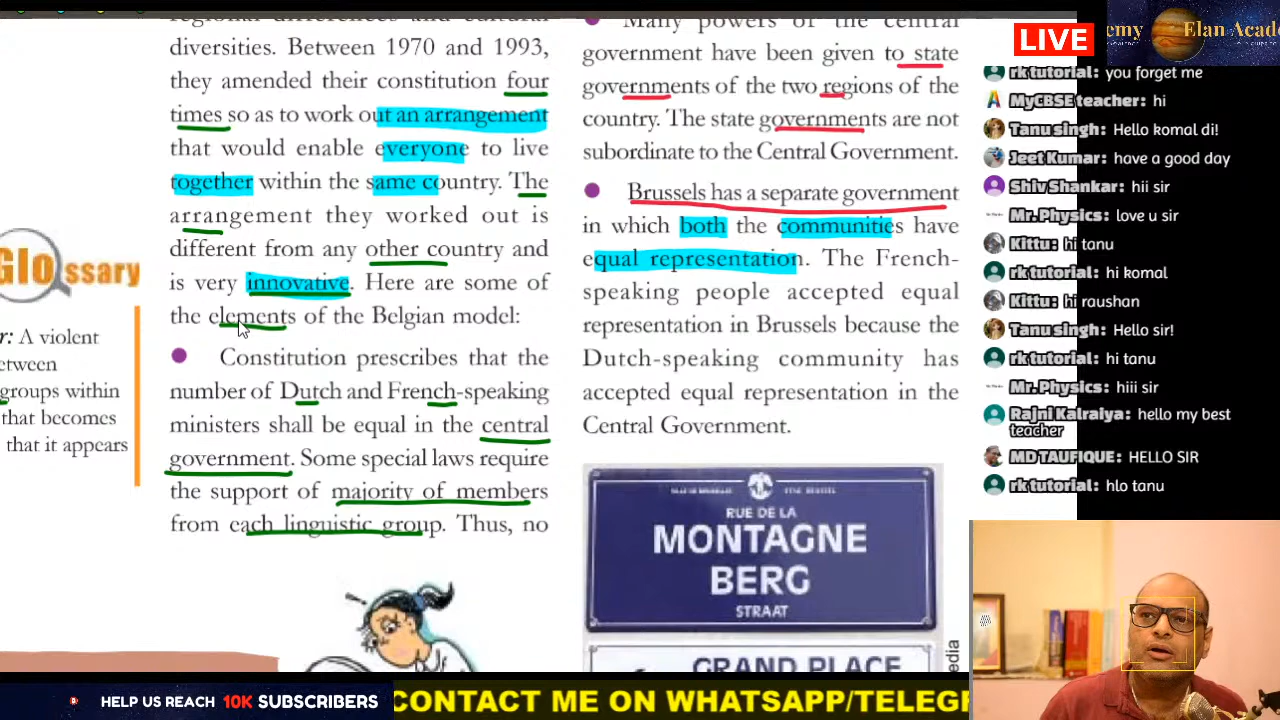 regional differences and cultural
diversities. Between 1970 and 1993,
they amended their constitution four
times so as to work out an arrangement
that would enable everyone to live
together within the same country. The
arrangement they worked out is
different from any other country and
is very innovative. Here are some of
the elements of the Belgian model:
Constitution prescribes that the
number of Dutch and French-speaking
ministers shall be equal in the central
government. Some special laws require
the support of majority of members
from each linguistic group. Thus, no
Glossary
r: A violent
etween
groups within
that becomes
that it appears
Many powers of the central
government have been given to state
governments of the two regions of the
country. The state governments are not
subordinate to the Central Government.
Brussels has a separate government
in which both the communities have
equal representation. The French-
speaking people accepted equal
representation in Brussels because the
Dutch-speaking community has
accepted equal representation in the
Central Government.
RUE DE LA
MONTAGNE
BERG
STRAAT
GRAND PLACE
edia
LIVE
emy
Elan Acad
rk tutorial: you forget me
MyCBSE teacher: hi
Tanu singh: Hello komal di!
Jeet Kumar: have a good day
Shiv Shankar: hii sir
Mr. Physics: love u sir
Kittu: hi tanu
rk tutorial: hi komal
Kittu: hi raushan
Tanu singh: Hello sir!
rk tutorial: hi tanu
Mr. Physics: hiii sir
Rajni Kalraiya: hello my best
teacher
MD TAUFIQUE: HELLO SIR
rk tutorial: hlo tanu
HELP US REACH 10K SUBSCRIBERS
CONTACT ME ON WHATSAPP/TELEGR